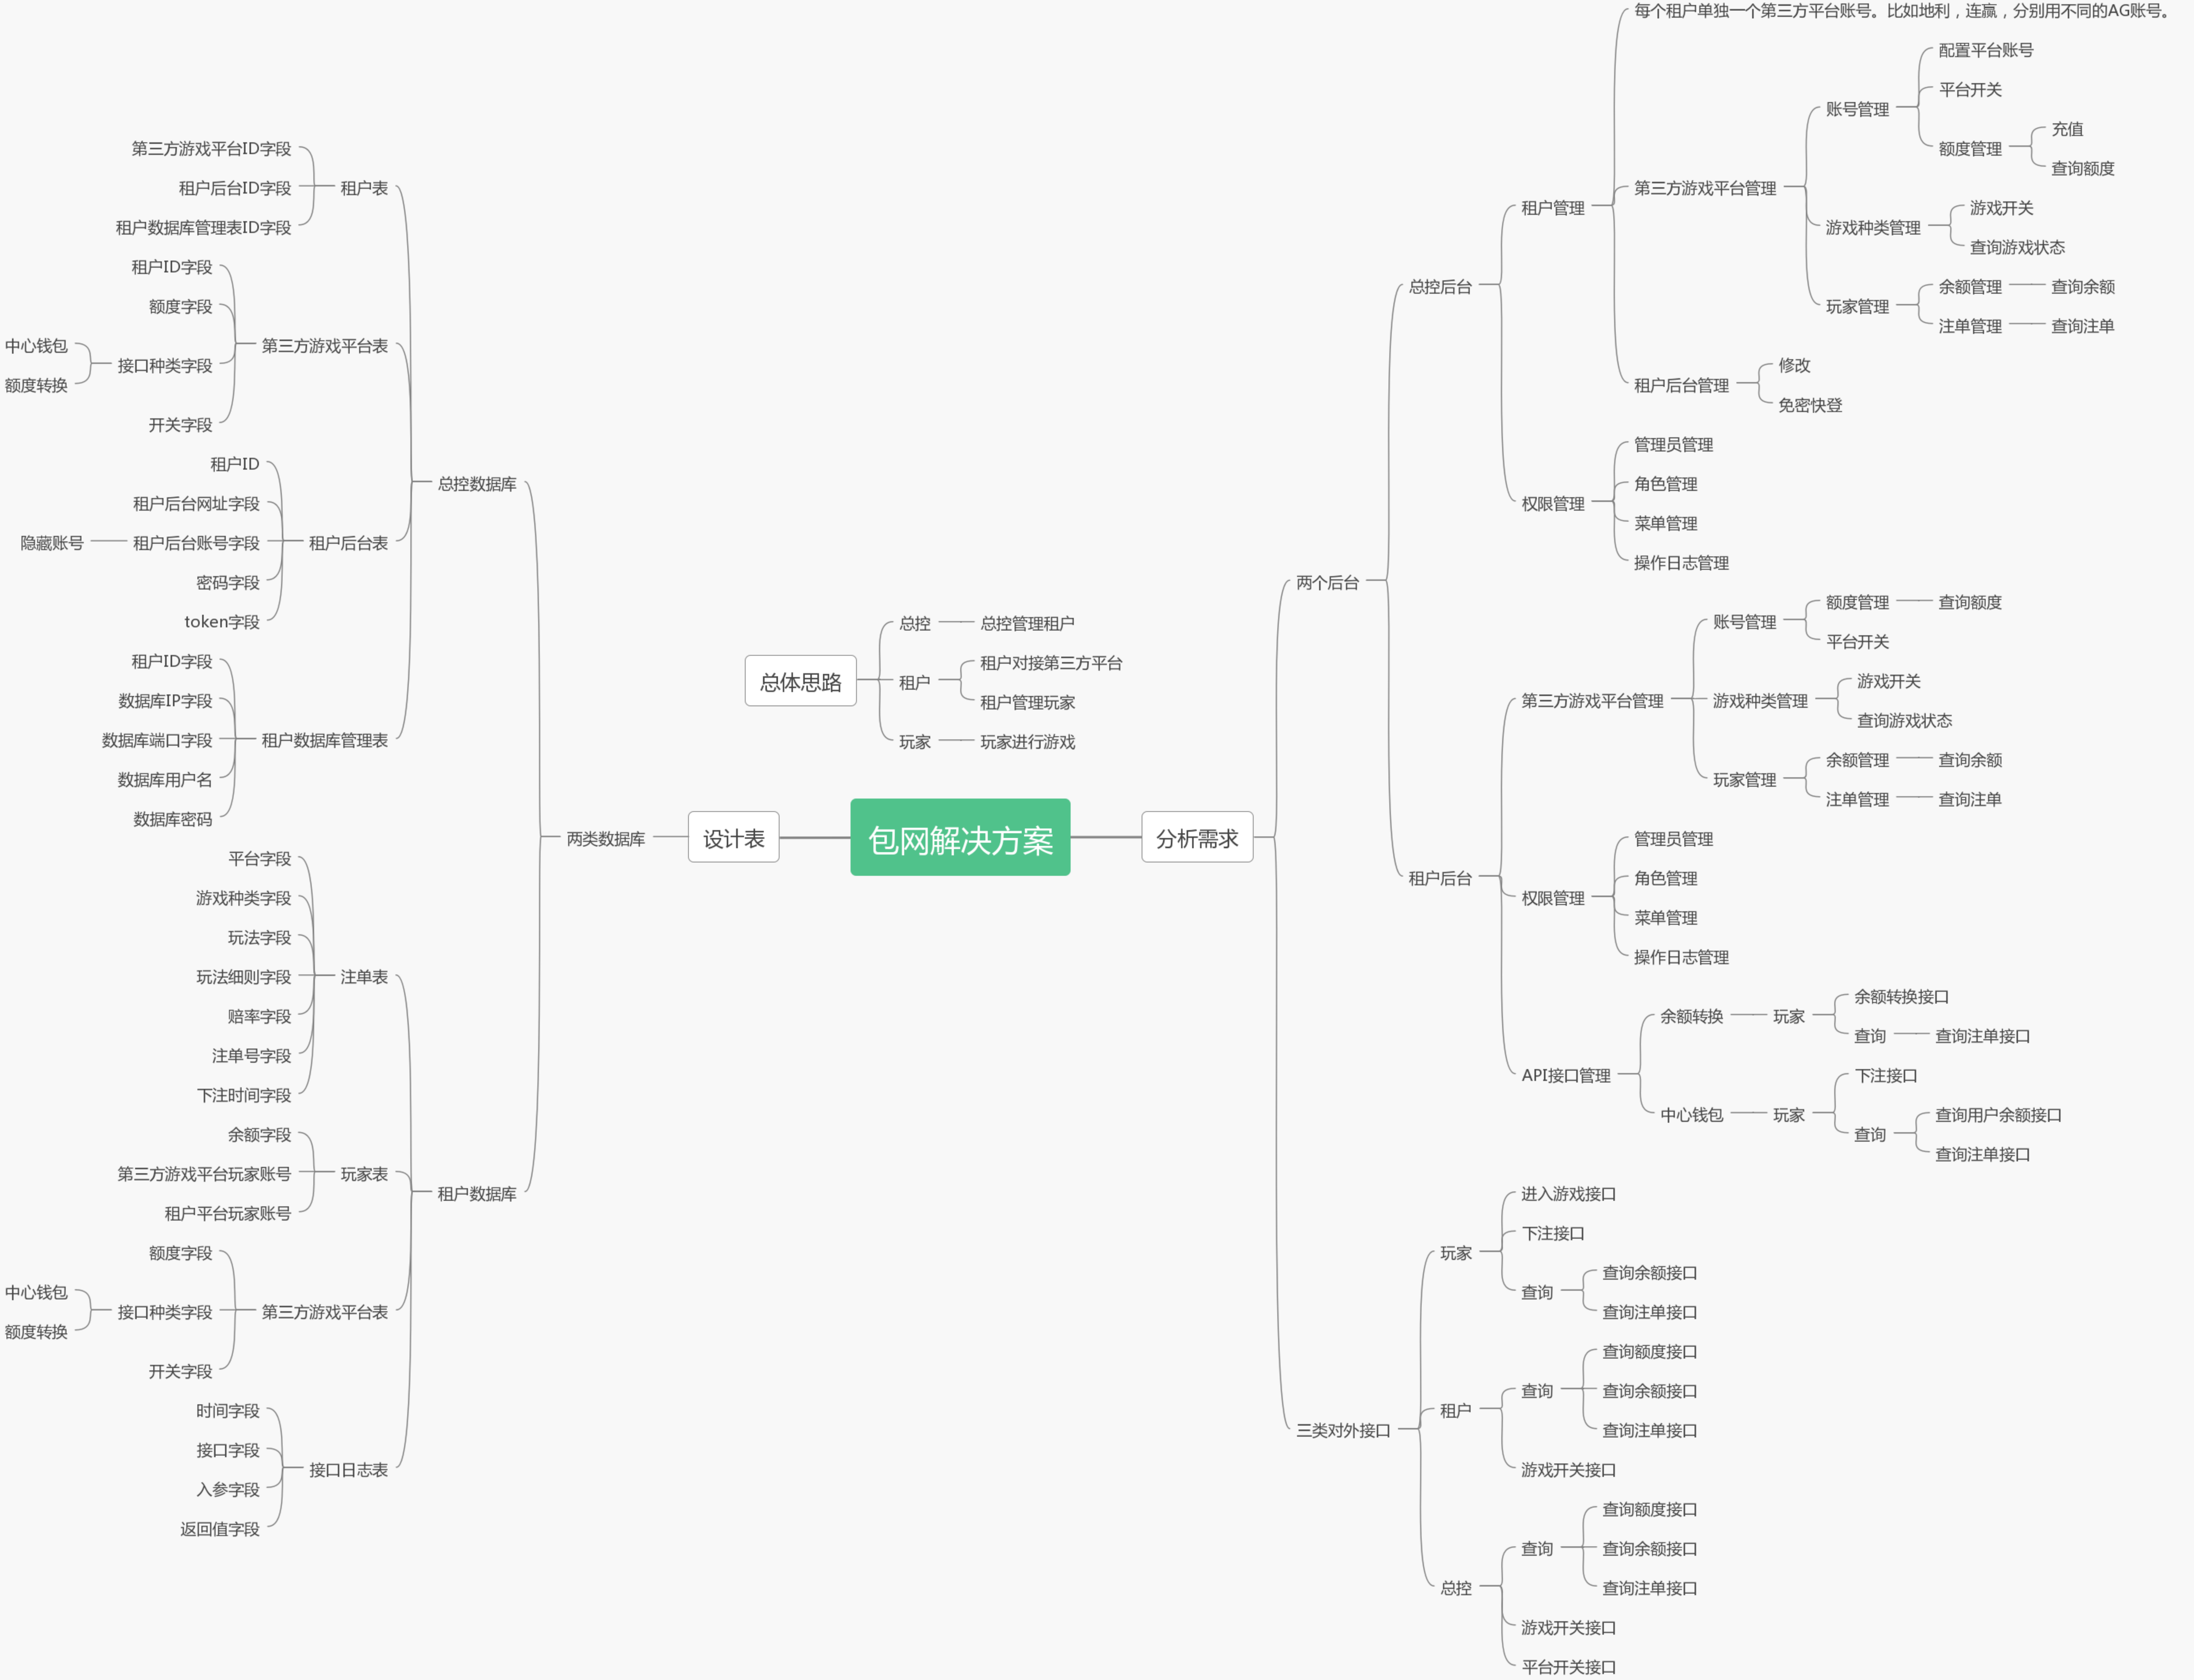 包网解决方案
总体思路
总控
总控管理租户
租户
租户对接第三方平台
租户管理玩家
玩家
玩家进行游戏
分析需求
两个后台
总控后台
租户管理
每个租户单独一个第三方平台账号。比如地利，连赢，分别用不同的AG账号。
第三方游戏平台管理
账号管理
配置平台账号
平台开关
额度管理
充值
查询额度
游戏种类管理
游戏开关
查询游戏状态
玩家管理
余额管理
查询余额
注单管理
查询注单
租户后台管理
修改
免密快登
权限管理
管理员管理
角色管理
菜单管理
操作日志管理
租户后台
第三方游戏平台管理
账号管理
额度管理
查询额度
平台开关
游戏种类管理
游戏开关
查询游戏状态
玩家管理
余额管理
查询余额
注单管理
查询注单
权限管理
管理员管理
角色管理
菜单管理
操作日志管理
API接口管理
余额转换
玩家
余额转换接口
查询
查询注单接口
中心钱包
玩家
下注接口
查询
查询用户余额接口
查询注单接口
三类对外接口
玩家
进入游戏接口
下注接口
查询
查询余额接口
查询注单接口
租户
查询
查询额度接口
查询余额接口
查询注单接口
游戏开关接口
总控
查询
查询额度接口
查询余额接口
查询注单接口
游戏开关接口
平台开关接口
设计表
两类数据库
总控数据库
租户表
第三方游戏平台ID字段
租户后台ID字段
租户数据库管理表ID字段
第三方游戏平台表
租户ID字段
额度字段
接口种类字段
中心钱包
额度转换
开关字段
租户后台表
租户ID
租户后台网址字段
租户后台账号字段
隐藏账号
密码字段
token字段
租户数据库管理表
租户ID字段
数据库IP字段
数据库端口字段
数据库用户名
数据库密码
租户数据库
注单表
平台字段
游戏种类字段
玩法字段
玩法细则字段
赔率字段
注单号字段
下注时间字段
玩家表
余额字段
第三方游戏平台玩家账号
租户平台玩家账号
第三方游戏平台表
额度字段
接口种类字段
中心钱包
额度转换
开关字段
接口日志表
时间字段
接口字段
入参字段
返回值字段